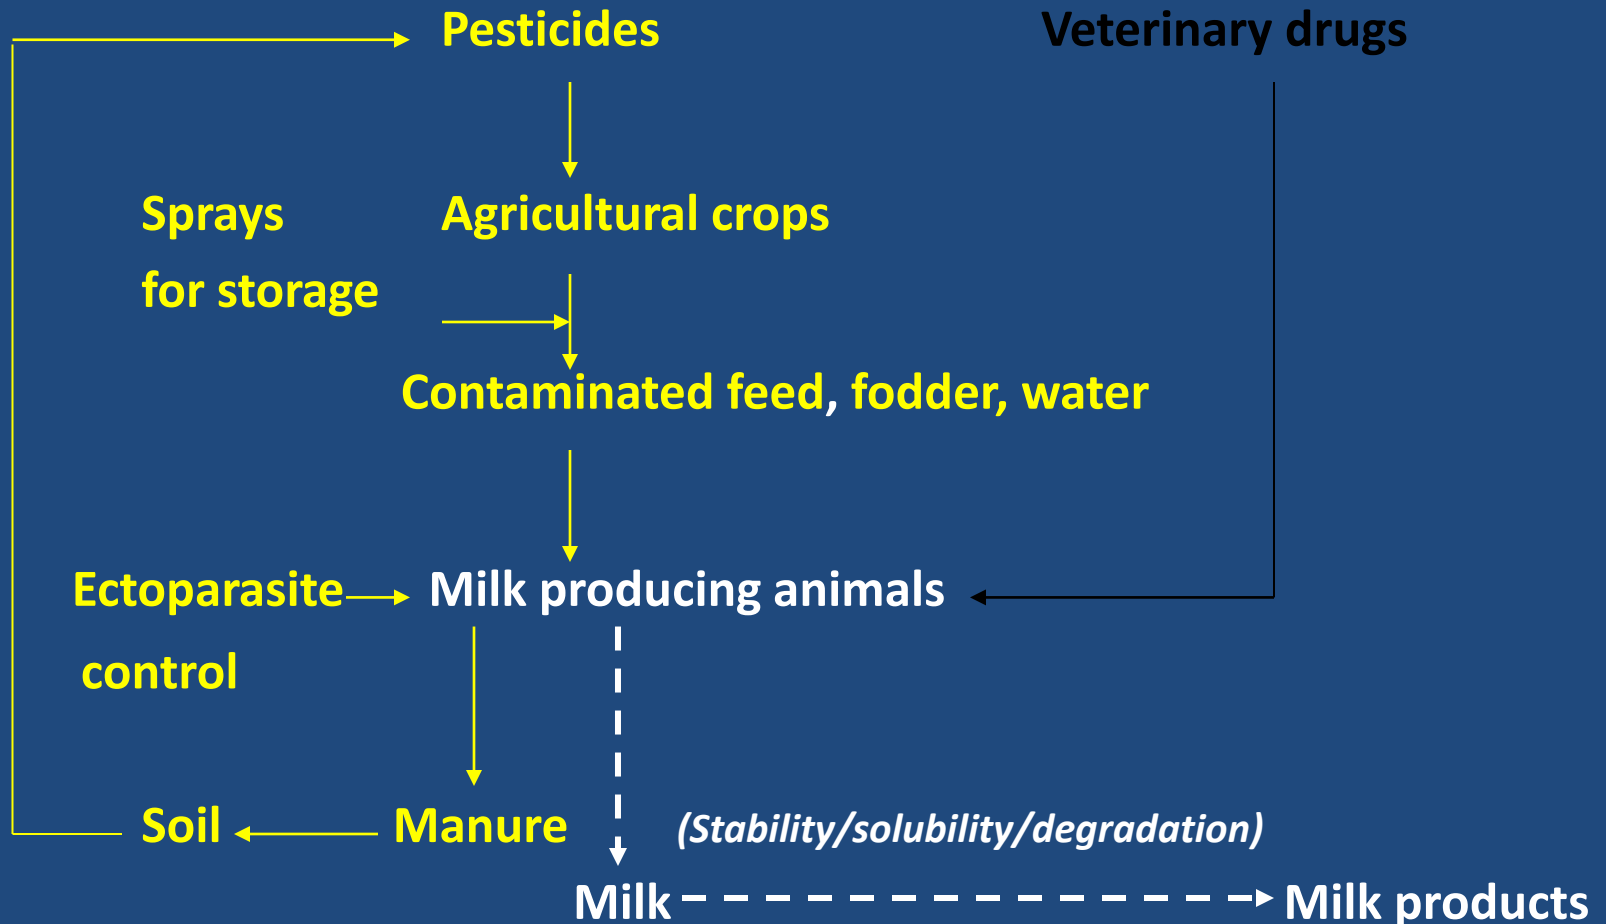 Pesticides
Veterinary drugs
Sprays
for storage
Agricultural crops
Contaminated feed, fodder, water
Ectoparasite
control
Milk producing animals
Soil
Manure
(Stability/solubility/degradation)
Milk
Milk products